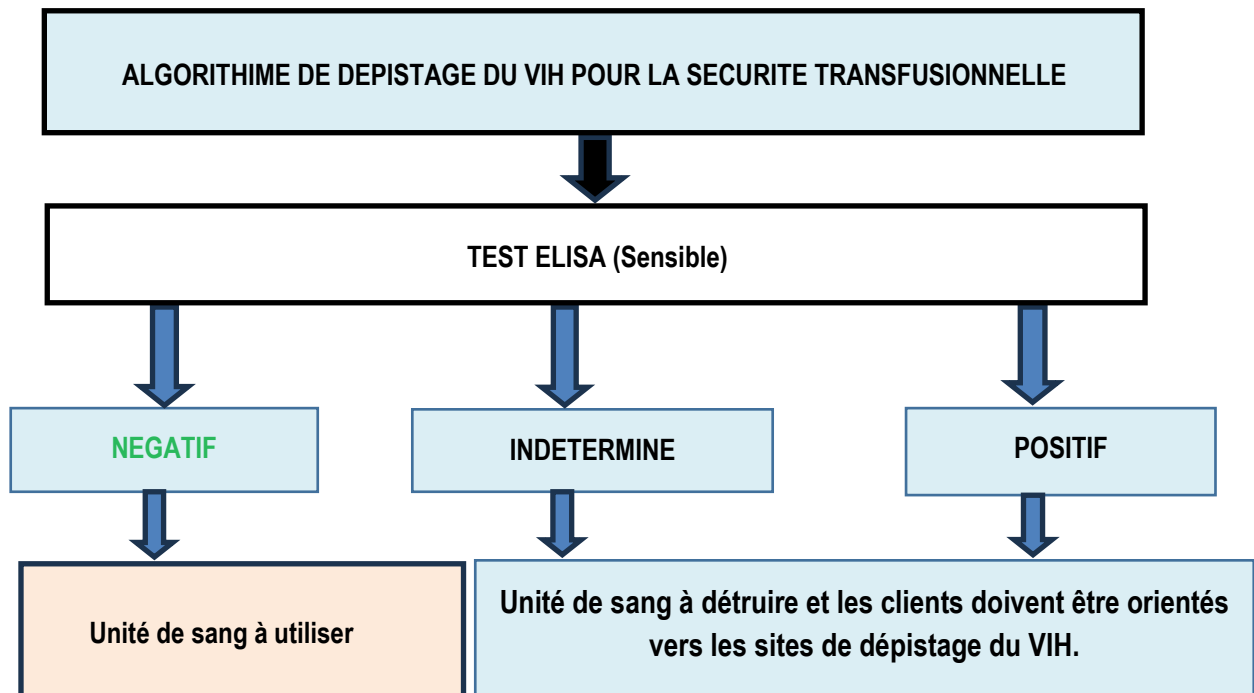 ALGORITHIME DE DEPISTAGE DU VIH POUR LA SECURITE TRANSFUSIONNELLE
TEST ELISA (Sensible)
NEGATIF
INDETERMINE
POSITIF
Unité de sang à utiliser
Unité de sang à détruire et les clients doivent être orientés
vers les sites de dépistage du VIH.